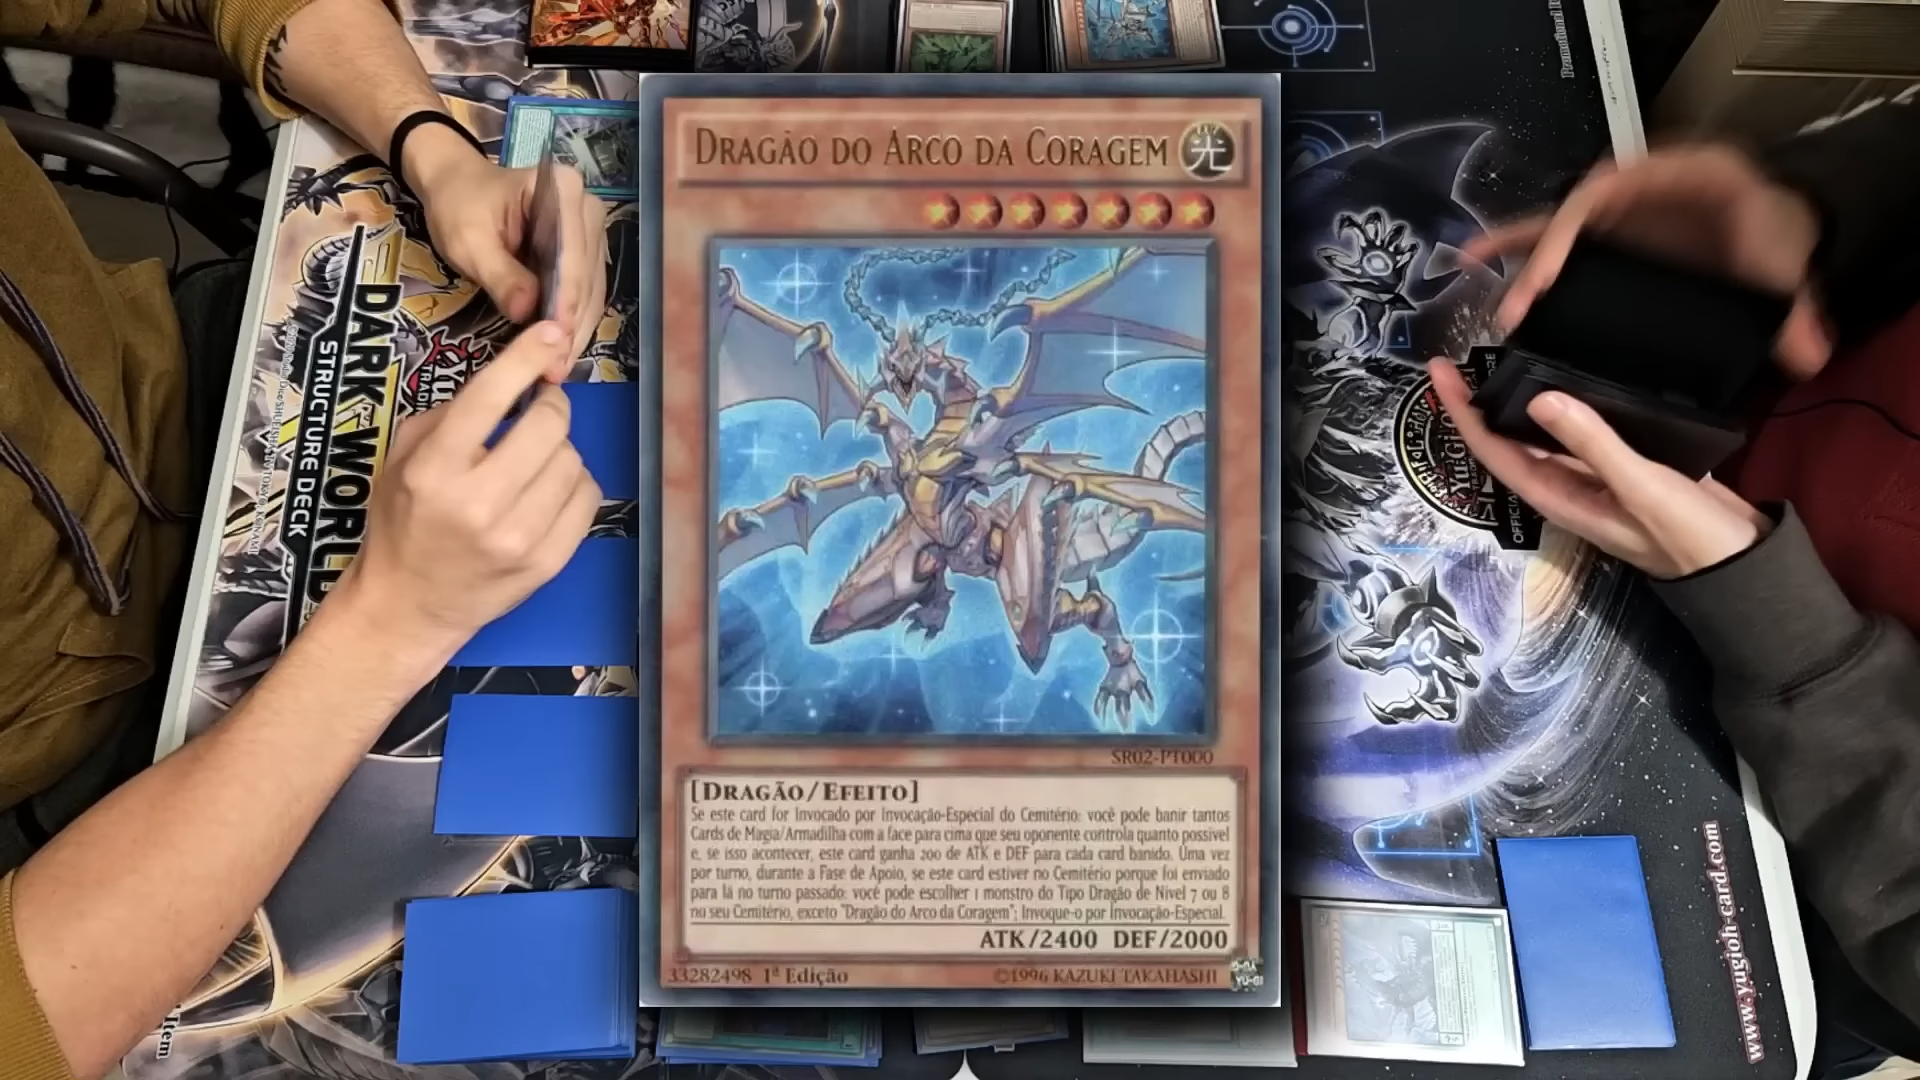 DRAGÃO DO ARCO DA CORAGEM
光
SR02-PT000
[DRAGÃO/EFEITO]
Se este card for Invocado por Invocação-Especial do Cemitério: você pode banir tantos
Cards de Magia/Armadilha com a face para cima que seu oponente controla quanto possível
e, se isso acontecer, este card ganha 200 de ATK e DEF para cada card banido. Uma vez
por turno, durante a Fase de Apoio, se este card estiver no Cemitério porque foi enviado
para lá no turno passado: você pode escolher 1 monstro do Tipo Dragão de Nível 7 ou 8
no seu Cemitério, exceto "Dragão do Arco da Coragem"; Invoque-o por Invocação-Especial.
ATK/2400 DEF/2000
33282498 1ª Edição
©1996 KAZUKI TAKAHASHI
DARK WORLD
STRUCTURE DECK
www.yugioh-card.com
Item
Promotional
OFFICIAL